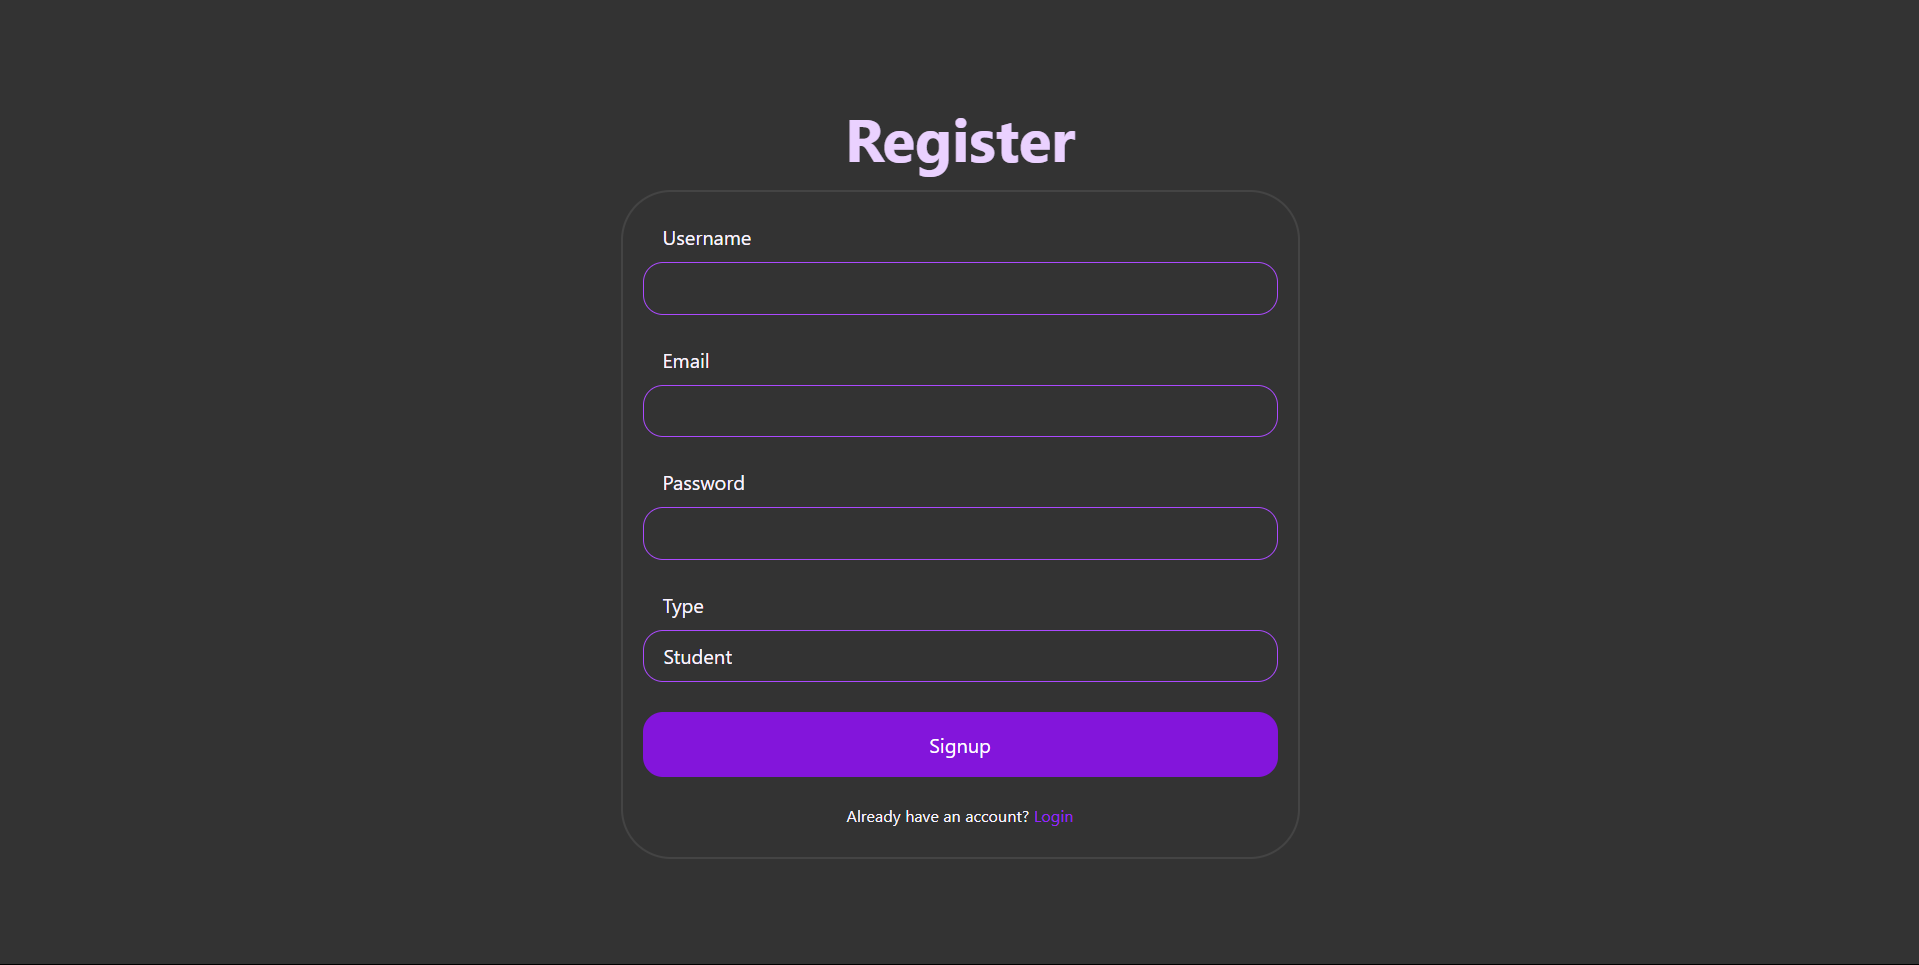 Register
Username
Email
Password
Type
Student
Signup
Already have an account? Login